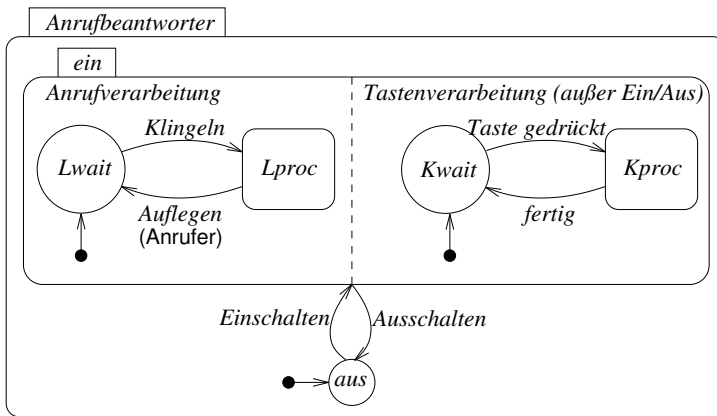 Anrufbeantworter
ein
Anrufverarbeitung
Tastenverarbeitung (außer Ein/Aus)
Klingeln
Taste gedrückt
Lwait
Lproc
Kwait
Kproc
Auflegen
(Anrufer)
fertig
Einschalten
Ausschalten
aus